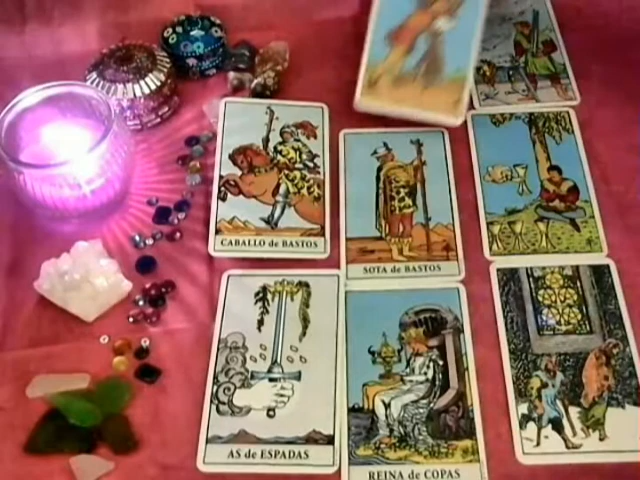 CABALLO de BASTOS
SOTA de BASTOS
AS de ESPADAS
REINA de COPAS